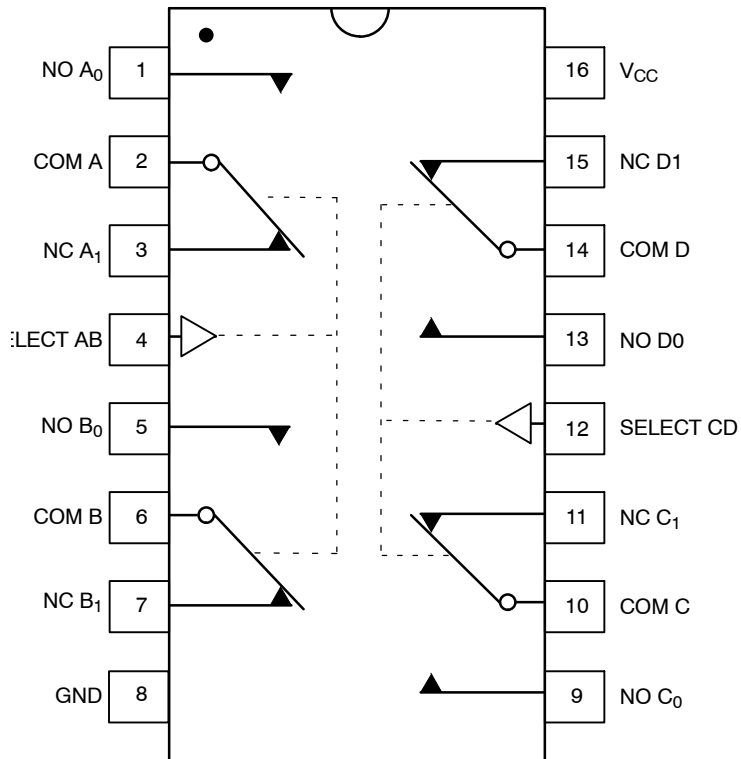 NO A₀ 1
COM A 2
NC A₁ 3
ELECT AB 4
NO B₀ 5
COM B 6
NC B₁ 7
GND 8
16 V_CC
15 NC D1
14 COM D
13 NO D0
12 SELECT CD
11 NC C₁
10 COM C
9 NO C₀